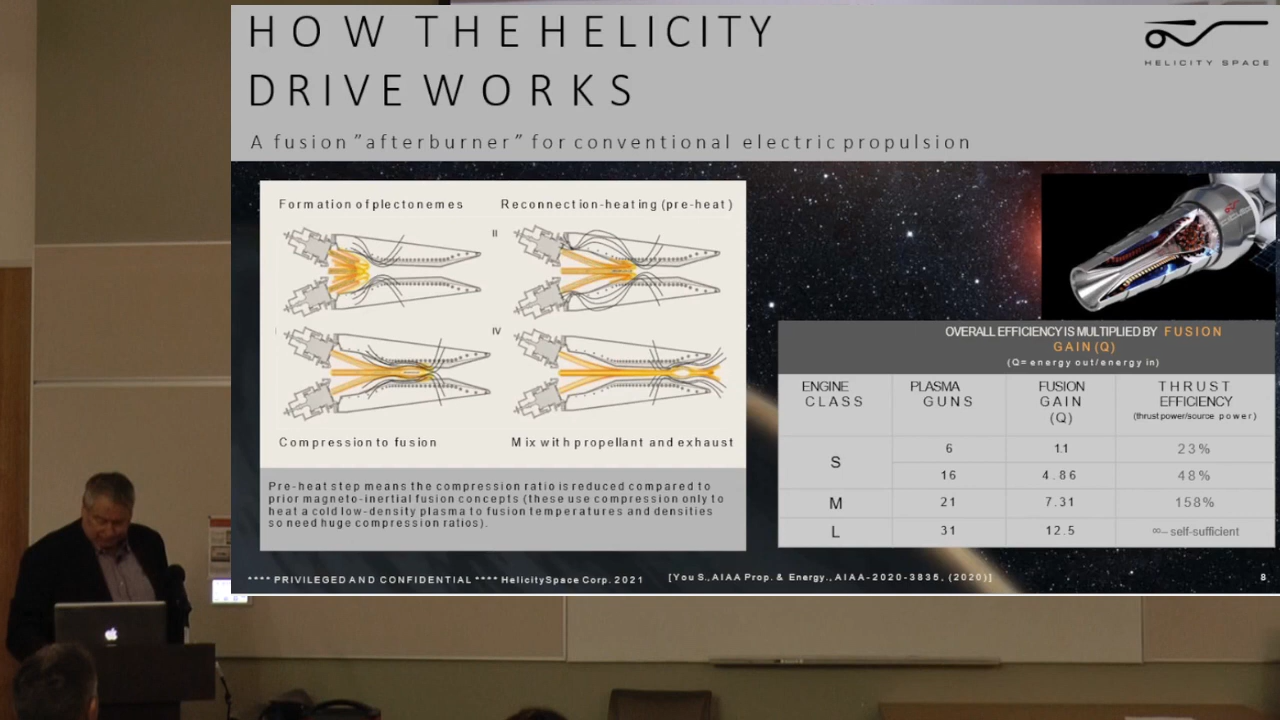 HOW THE HELICITY
DRIVE WORKS
HELICITY SPACE
A fusion ”afterburner” for conventional electric propulsion
Formation of plectonemes
Reconnection-heating (pre-heat)
II
IV
Compression to fusion
Mix with propellant and exhaust
Pre-heat step means the compression ratio is reduced compared to
prior magneto-inertial fusion concepts (these use compression only to
heat a cold low-density plasma to fusion temperatures and densities
so need huge compression ratios).
OVERALL EFFICIENCY IS MULTIPLIED BY FUSION
GAIN (Q)
(Q= energy out/energy in)
ENGINE
CLASS
PLASMA
GUNS
FUSION
GAIN
(Q)
THRUST
EFFICIENCY
(thrust power/source power)
S
6 1.1 23%
16 4.86 48%
M 21 7.31 158%
L 31 12.5 ∞– self-sufficient
**** PRIVILEGED AND CONFIDENTIAL **** HelicitySpace Corp. 2021
[You S., AIAA Prop. & Energy., AIAA-2020-3835, (2020)]
8